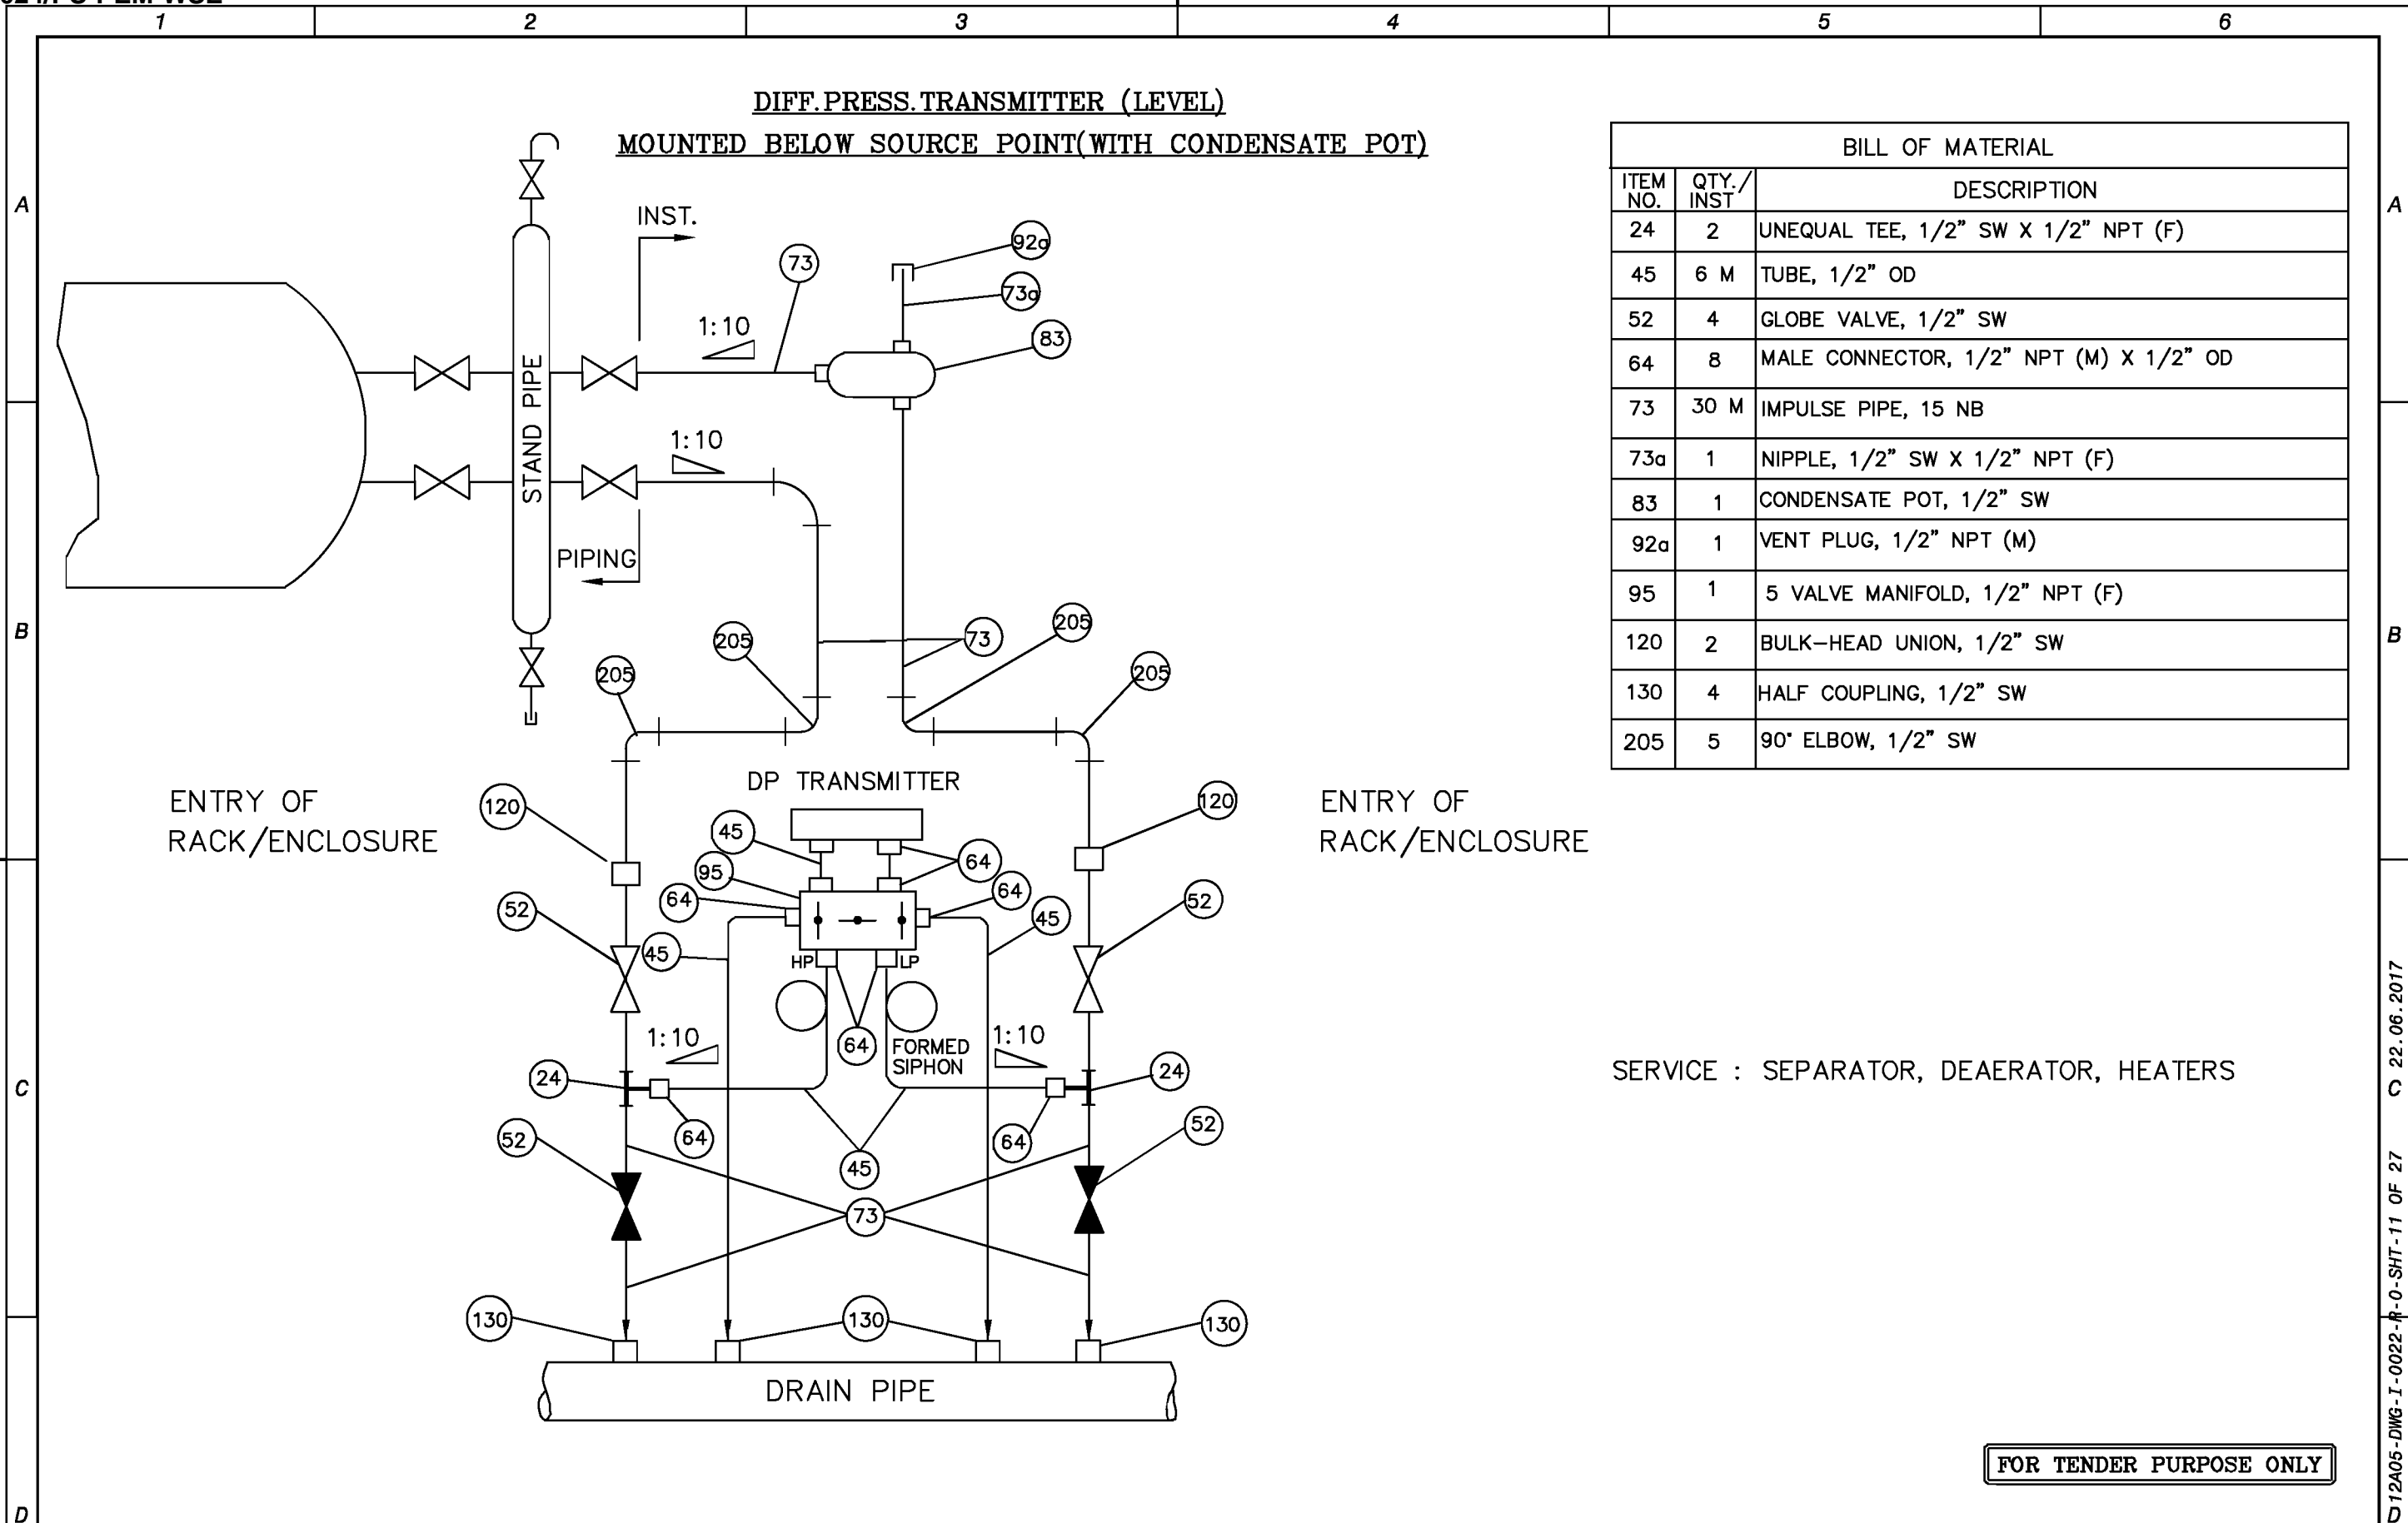 1 2 3 4 5 6
DIFF.PRESS.TRANSMITTER (LEVEL)
MOUNTED BELOW SOURCE POINT(WITH CONDENSATE POT)
A
A
B
B
C
C
D
D
INST.
PIPING
STAND PIPE
1:10
1:10
73
92a
73a
83
73
205
205
205
205
ENTRY OF
RACK/ENCLOSURE
ENTRY OF
RACK/ENCLOSURE
DP TRANSMITTER
120
120
45
64
95
64
64
52
52
45
45
HP
LP
64
FORMED
SIPHON
1:10
1:10
24
24
64
64
52
52
45
73
130
130
130
DRAIN PIPE
BILL OF MATERIAL
ITEM NO. QTY./ INST DESCRIPTION
24 2 UNEQUAL TEE, 1/2" SW X 1/2" NPT (F)
45 6 M TUBE, 1/2" OD
52 4 GLOBE VALVE, 1/2" SW
64 8 MALE CONNECTOR, 1/2" NPT (M) X 1/2" OD
73 30 M IMPULSE PIPE, 15 NB
73a 1 NIPPLE, 1/2" SW X 1/2" NPT (F)
83 1 CONDENSATE POT, 1/2" SW
92a 1 VENT PLUG, 1/2" NPT (M)
95 1 5 VALVE MANIFOLD, 1/2" NPT (F)
120 2 BULK-HEAD UNION, 1/2" SW
130 4 HALF COUPLING, 1/2" SW
205 5 90° ELBOW, 1/2" SW
SERVICE : SEPARATOR, DEAERATOR, HEATERS
FOR TENDER PURPOSE ONLY
12A05-DWG-I-0022-R-0-SHT-11 OF 27 22.06.2017